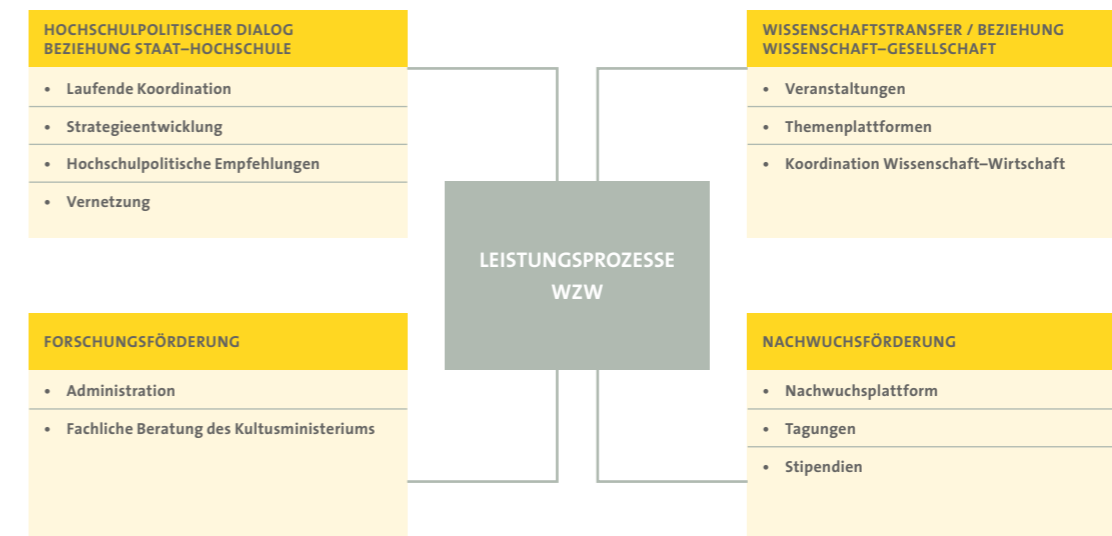 HOCHSCHULPOLITISCHER DIALOG
BEZIEHUNG STAAT–HOCHSCHULE
• Laufende Koordination
• Strategieentwicklung
• Hochschulpolitische Empfehlungen
• Vernetzung
WISSENSCHAFTSTRANSFER / BEZIEHUNG
WISSENSCHAFT–GESELLSCHAFT
• Veranstaltungen
• Themenplattformen
• Koordination Wissenschaft–Wirtschaft
LEISTUNGSPROZESSE
WZW
FORSCHUNGSFÖRDERUNG
• Administration
• Fachliche Beratung des Kultusministeriums
NACHWUCHSFÖRDERUNG
• Nachwuchsplattform
• Tagungen
• Stipendien